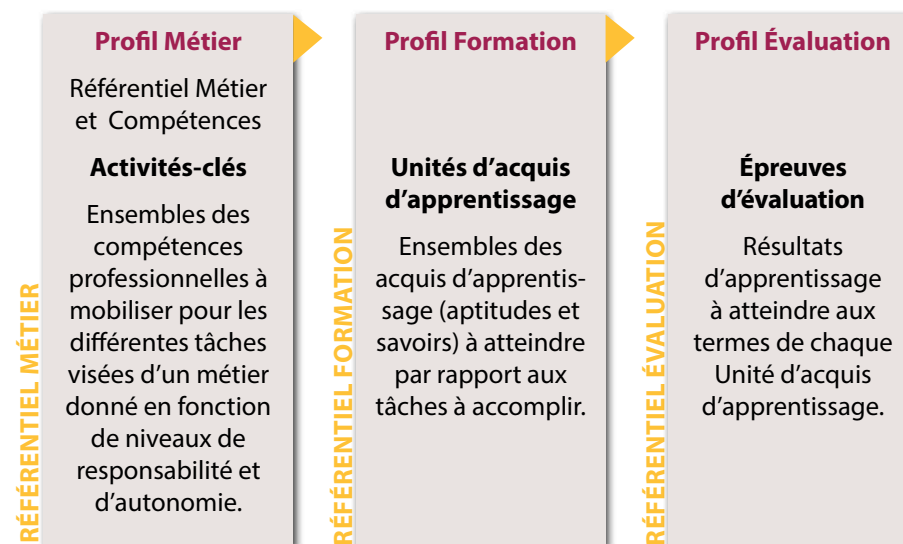 RÉFÉRENTIEL MÉTIER
Profil Métier
Référentiel Métier
et Compétences
Activités-clés
Ensembles des
compétences
professionnelles à
mobiliser pour les
différentes tâches
visées d’un métier
donné en fonction
de niveaux de
responsabilité et
d’autonomie.
RÉFÉRENTIEL FORMATION
Profil Formation
Unités d’acquis
d’apprentissage
Ensembles des
acquis d’apprentis-
sage (aptitudes et
savoirs) à atteindre
par rapport aux
tâches à accomplir.
RÉFÉRENTIEL ÉVALUATION
Profil Évaluation
Épreuves
d’évaluation
Résultats
d’apprentissage
à atteindre aux
termes de chaque
Unité d’acquis
d’apprentissage.